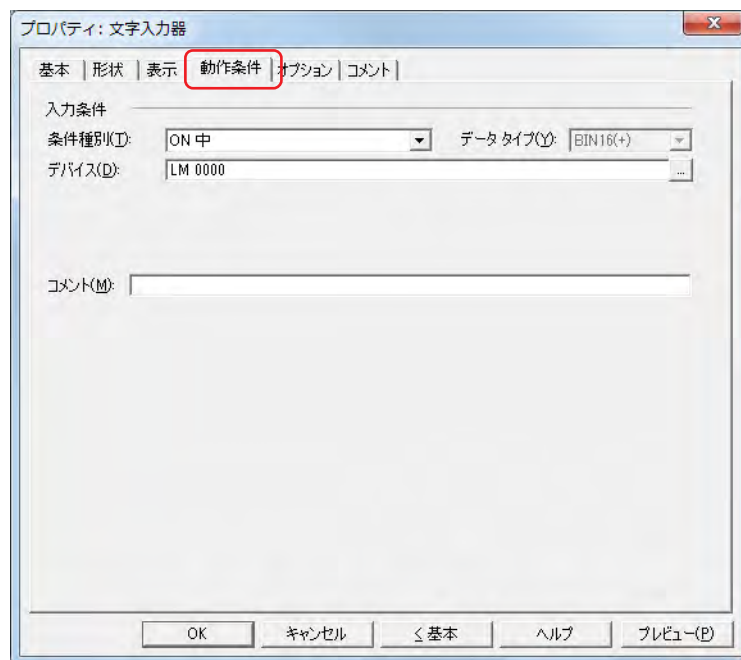 プロパティ: 文字入力器
基本 形状 表示 動作条件 オプション コメント
入力条件
条件種別(T): ON 中 データ タイプ(Y): BIN16(+)
デバイス(D): LM 0000 ...
コメント(M):
OK キャンセル < 基本 ヘルプ プレビュー(P)